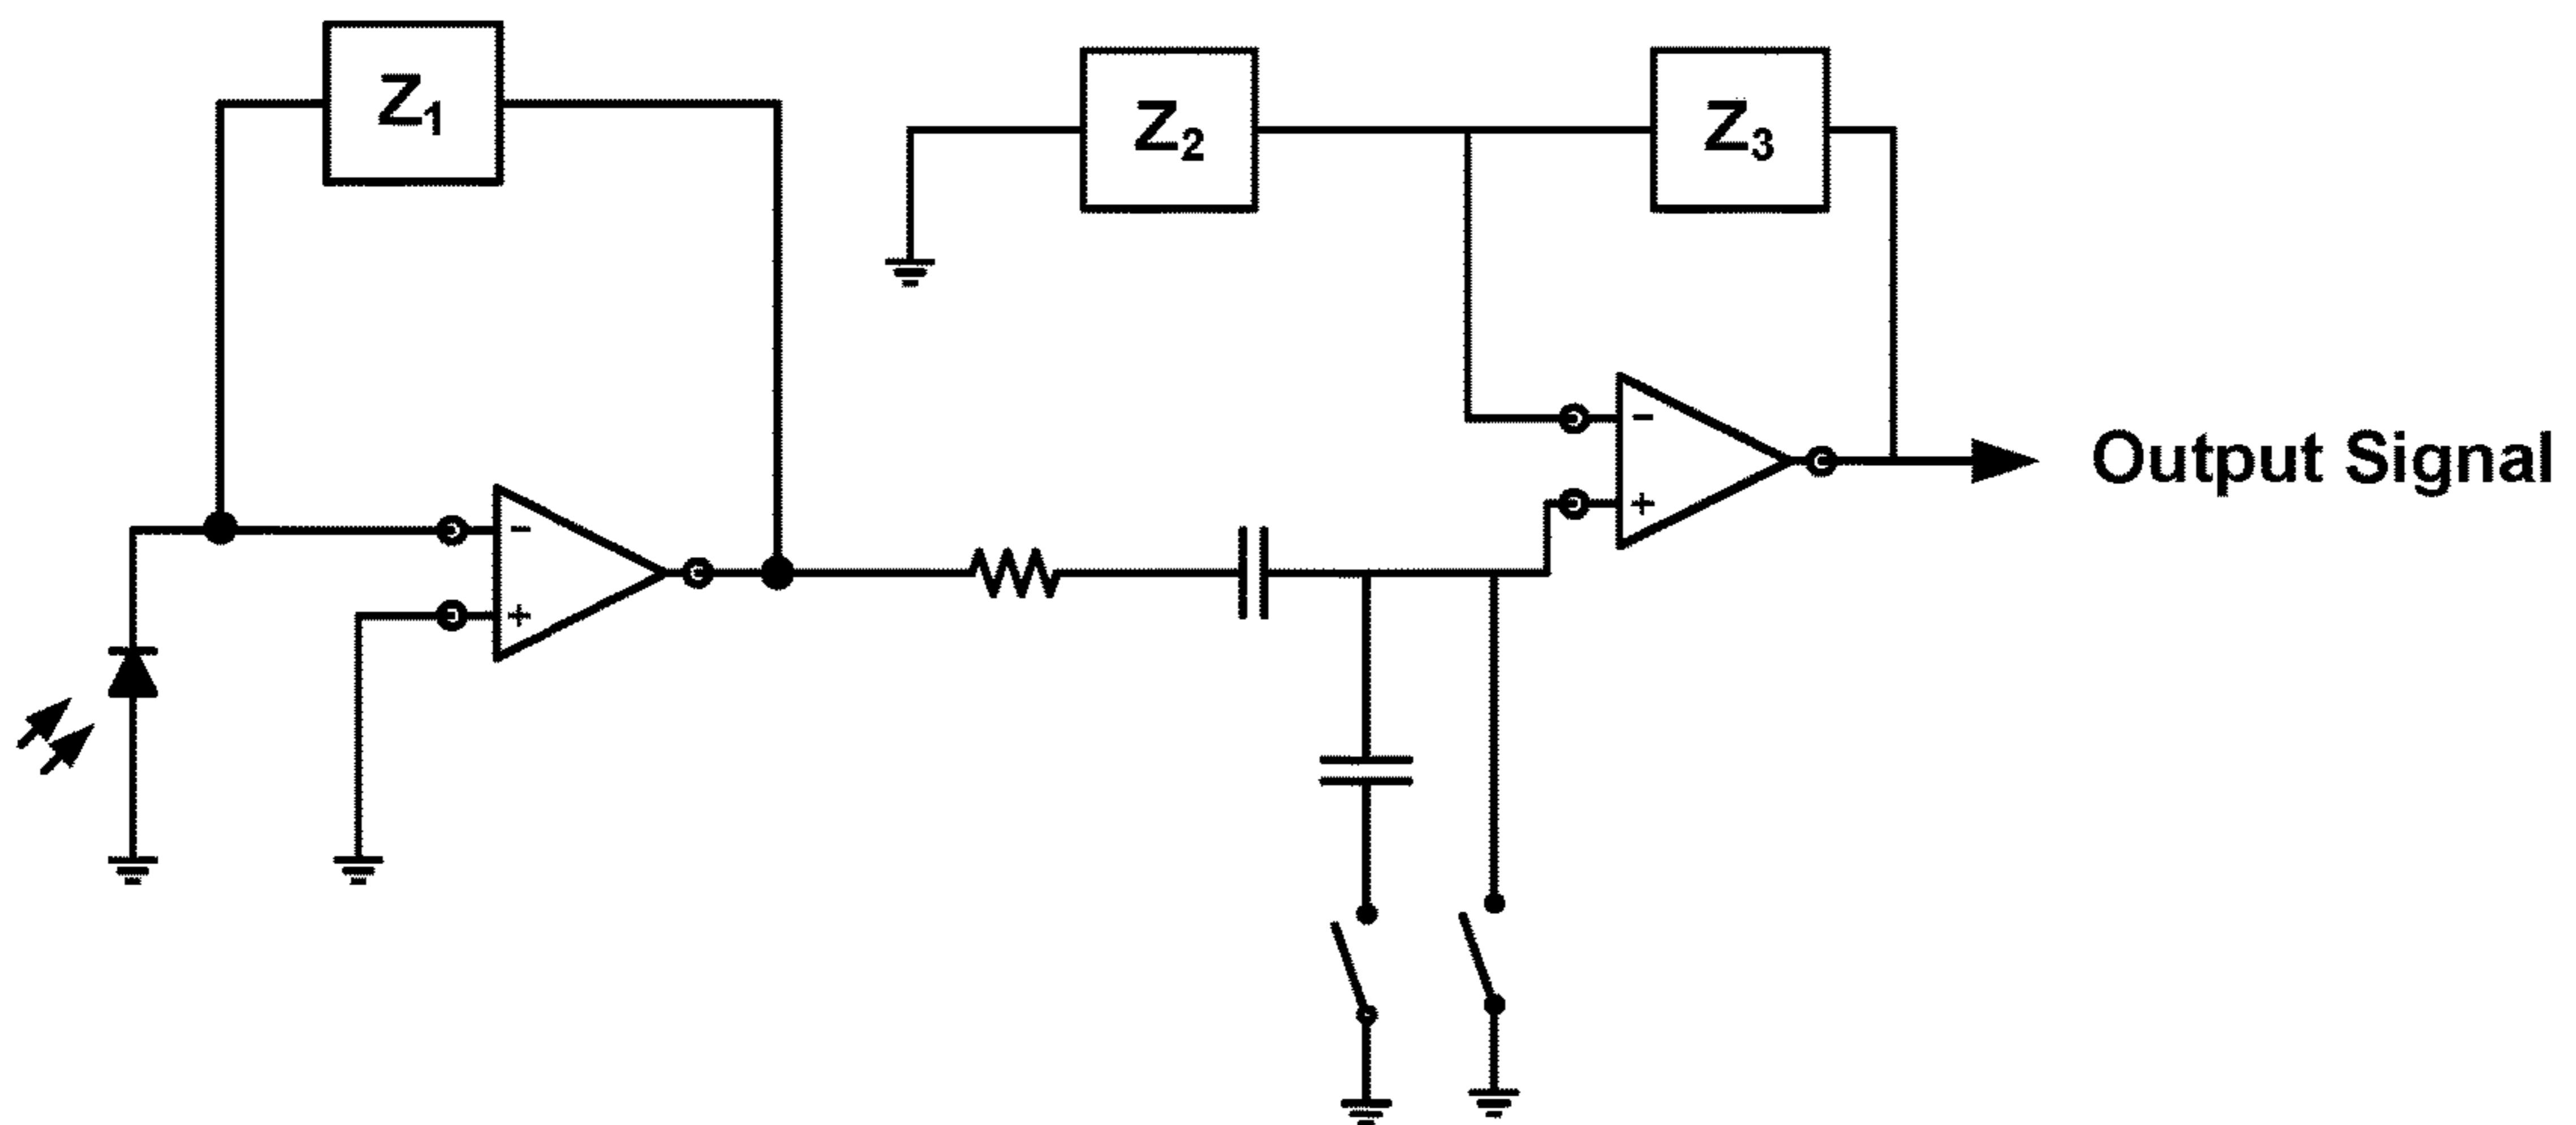 Z₁
Z₂
Z₃
-
+
-
+
Output Signal